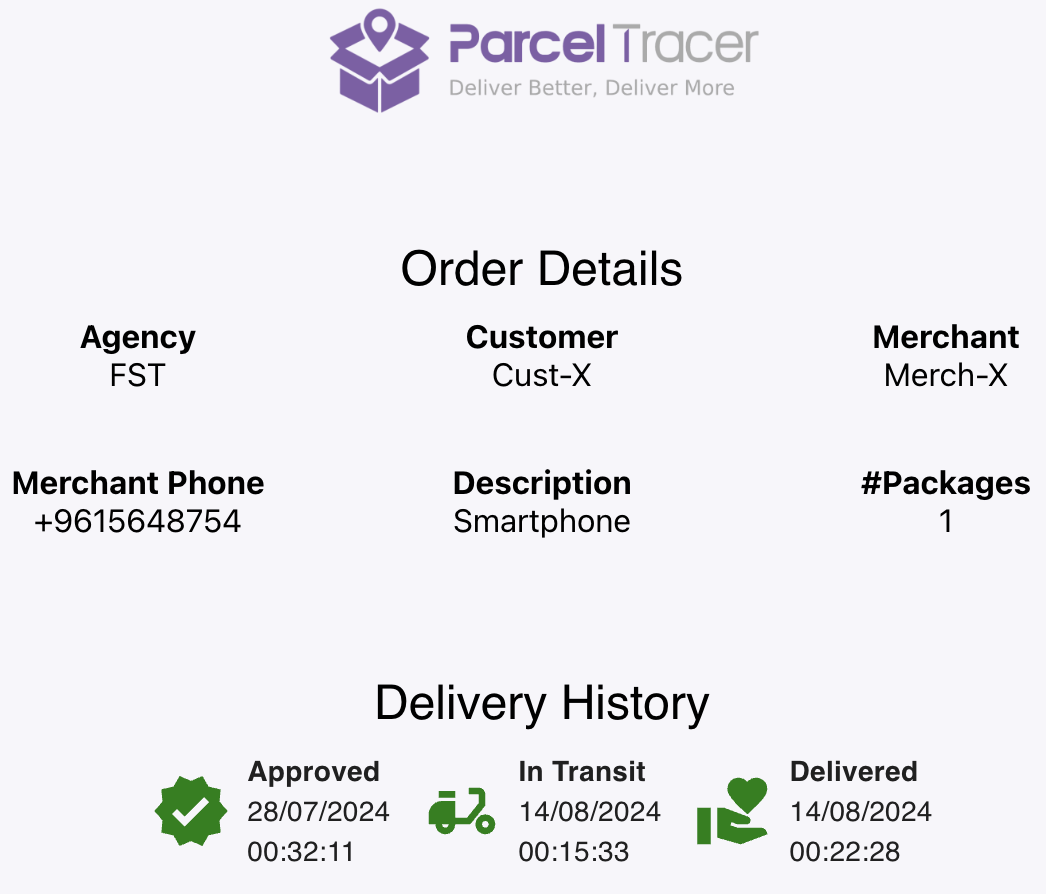 Parcel Tracer
Deliver Better, Deliver More
Order Details
Agency
FST
Customer
Cust-X
Merchant
Merch-X
Merchant Phone
+9615648754
Description
Smartphone
#Packages
1
Delivery History
Approved
28/07/2024
00:32:11
In Transit
14/08/2024
00:15:33
Delivered
14/08/2024
00:22:28